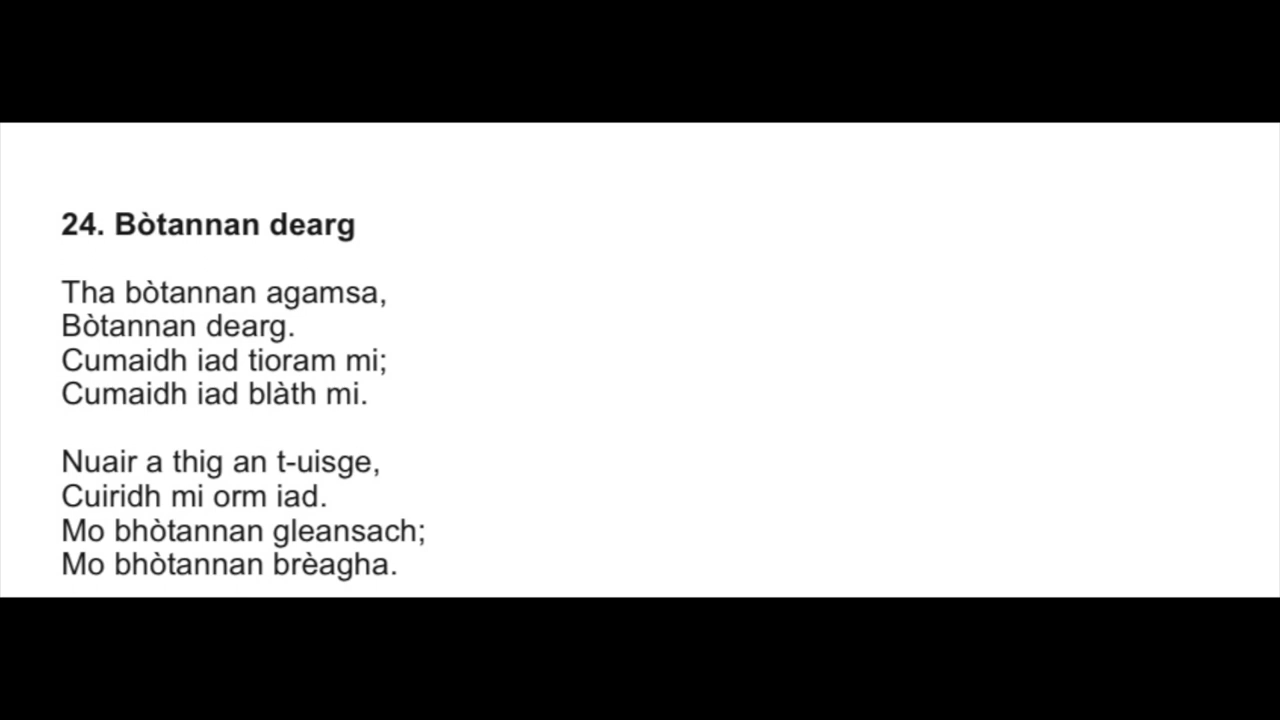 24. Bòtannan dearg
Tha bòtannan agamsa,
Bòtannan dearg.
Cumaidh iad tioram mi;
Cumaidh iad blàth mi.
Nuair a thig an t-uisge,
Cuiridh mi orm iad.
Mo bhòtannan gleansach;
Mo bhòtannan brèagha.